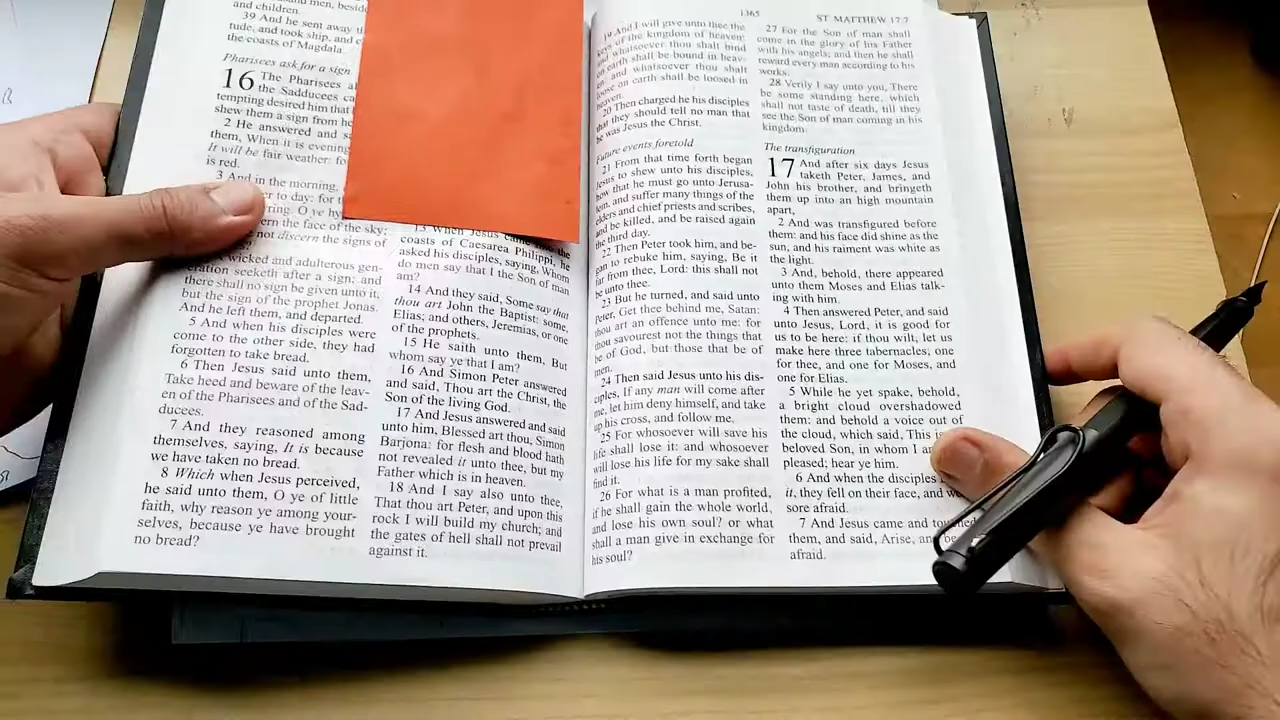 and children.
39 And he sent away
tude, and took ship, and
the coasts of Magdala.
Pharisees ask for a sign
16 The Pharisees
the Sadducees
tempting desired him that
shew them a sign from
2 He answered and
them, When it is evening
It will be fair weather:
is red.
3 And in the morning,
to day: for
O ye
the face of the sky;
not discern the signs of
wicked and adulterous gen-
eration seeketh after a sign; and
there shall no sign be given unto it,
but the sign of the prophet Jonas.
And he left them, and departed.
5 And when his disciples were
come to the other side, they had
forgotten to take bread.
6 Then Jesus said unto them,
Take heed and beware of the leav-
en of the Pharisees and of the Sad-
ducees.
7 And they reasoned among
themselves, saying, It is because
we have taken no bread.
8 Which when Jesus perceived,
he said unto them, O ye of little
faith, why reason ye among your-
selves, because ye have brought
no bread?
13 When Jesus came into the
coasts of Caesarea Philippi, he
asked his disciples, saying, Whom
do men say that I the Son of man
am?
14 And they said, Some say that
thou art John the Baptist: some,
Elias; and others, Jeremias, or one
of the prophets.
15 He saith unto them, But
whom say ye that I am?
16 And Simon Peter answered
and said, Thou art the Christ, the
Son of the living God.
17 And Jesus answered and said
unto him, Blessed art thou, Simon
Barjona: for flesh and blood hath
not revealed it unto thee, but my
Father which is in heaven.
18 And I say also unto thee,
That thou art Peter, and upon this
rock I will build my church; and
the gates of hell shall not prevail
against it.
1365
ST MATTHEW 17:7
19 And I will give unto thee the
keys of the kingdom of heaven:
whatsoever thou shalt bind
on earth shall be bound in heav-
and whatsoever thou shalt
loose on earth shall be loosed in
heaven.
20 Then charged he his disciples
that they should tell no man that
he was Jesus the Christ.
Future events foretold
21 From that time forth began
Jesus to shew unto his disciples,
how that he must go unto Jerusa-
lem, and suffer many things of the
elders and chief priests and scribes,
and be killed, and be raised again
the third day.
22 Then Peter took him, and be-
gan to rebuke him, saying, Be it
far from thee, Lord: this shall not
be unto thee.
23 But he turned, and said unto
Peter, Get thee behind me, Satan:
thou art an offence unto me: for
thou savourest not the things that
be of God, but those that be of
men.
24 Then said Jesus unto his dis-
ciples, If any man will come after
me, let him deny himself, and take
up his cross, and follow me.
25 For whosoever will save his
life shall lose it: and whosoever
will lose his life for my sake shall
find it.
26 For what is a man profited,
if he shall gain the whole world,
and lose his own soul? or what
shall a man give in exchange for
his soul?
27 For the Son of man shall
come in the glory of his Father
with his angels; and then he shall
reward every man according to his
works.
28 Verily I say unto you, There
be some standing here, which
shall not taste of death, till they
see the Son of man coming in his
kingdom.
The transfiguration
17 And after six days Jesus
taketh Peter, James, and
John his brother, and bringeth
them up into an high mountain
apart,
2 And was transfigured before
them: and his face did shine as the
sun, and his raiment was white as
the light.
3 And, behold, there appeared
unto them Moses and Elias talk-
ing with him.
4 Then answered Peter, and said
unto Jesus, Lord, it is good for
us to be here: if thou wilt, let us
make here three tabernacles; one
for thee, and one for Moses, and
one for Elias.
5 While he yet spake, behold,
a bright cloud overshadowed
them: and behold a voice out of
the cloud, which said, This is
beloved Son, in whom I am
pleased; hear ye him.
6 And when the disciples
it, they fell on their face, and
sore afraid.
7 And Jesus came and touched
them, and said, Arise, and be
afraid.